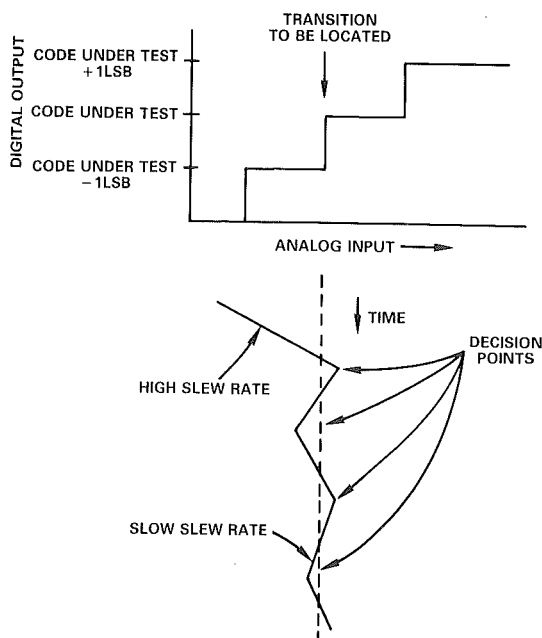 TRANSITION
TO BE LOCATED
DIGITAL OUTPUT
CODE UNDER TEST
+1LSB
CODE UNDER TEST
CODE UNDER TEST
−1LSB
ANALOG INPUT
TIME
DECISION
POINTS
HIGH SLEW RATE
SLOW SLEW RATE